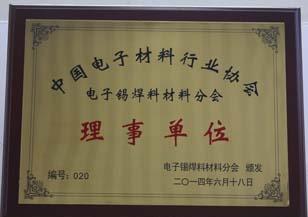 中国电子材料行业协会
电子锡焊料材料分会
理事单位
编号：020
电子锡焊料材料分会 颁发
二〇一四年六月十八日